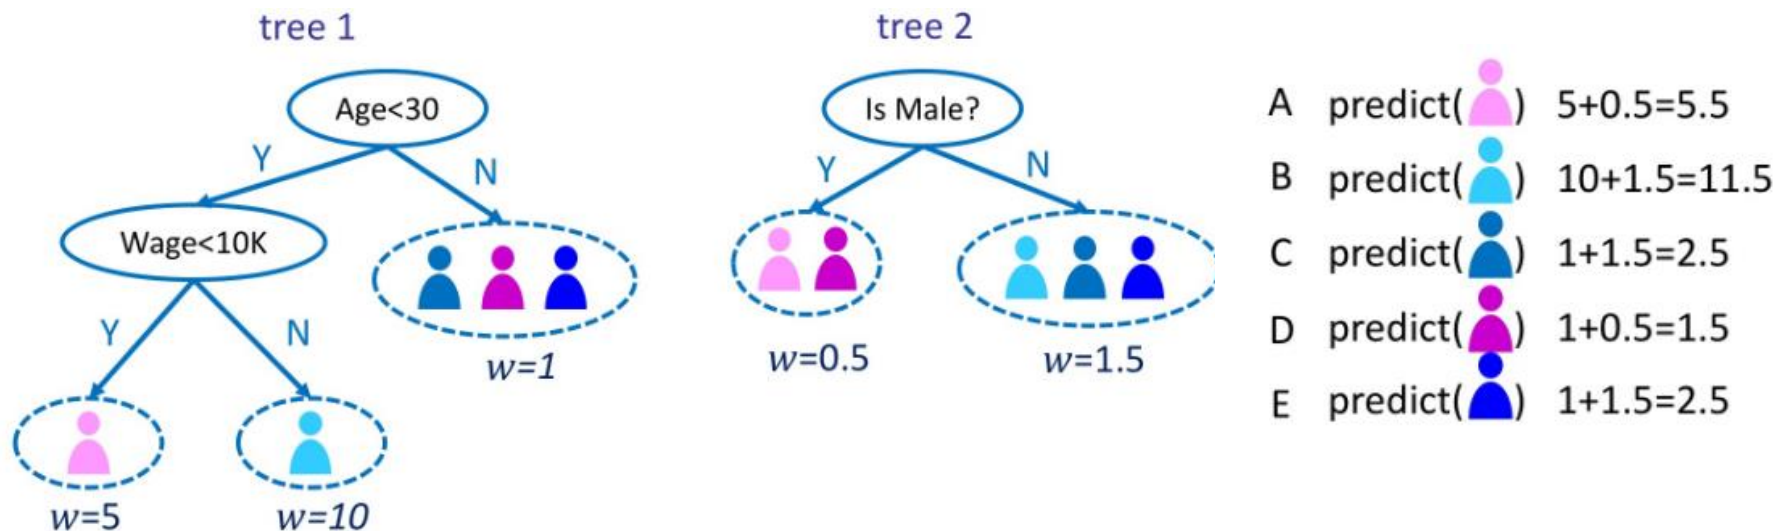 tree 1
Age<30
Y
N
Wage<10K
w=1
Y
N
w=5
w=10
tree 2
Is Male?
Y
N
w=0.5
w=1.5
A predict( ) 5+0.5=5.5
B predict( ) 10+1.5=11.5
C predict( ) 1+1.5=2.5
D predict( ) 1+0.5=1.5
E predict( ) 1+1.5=2.5